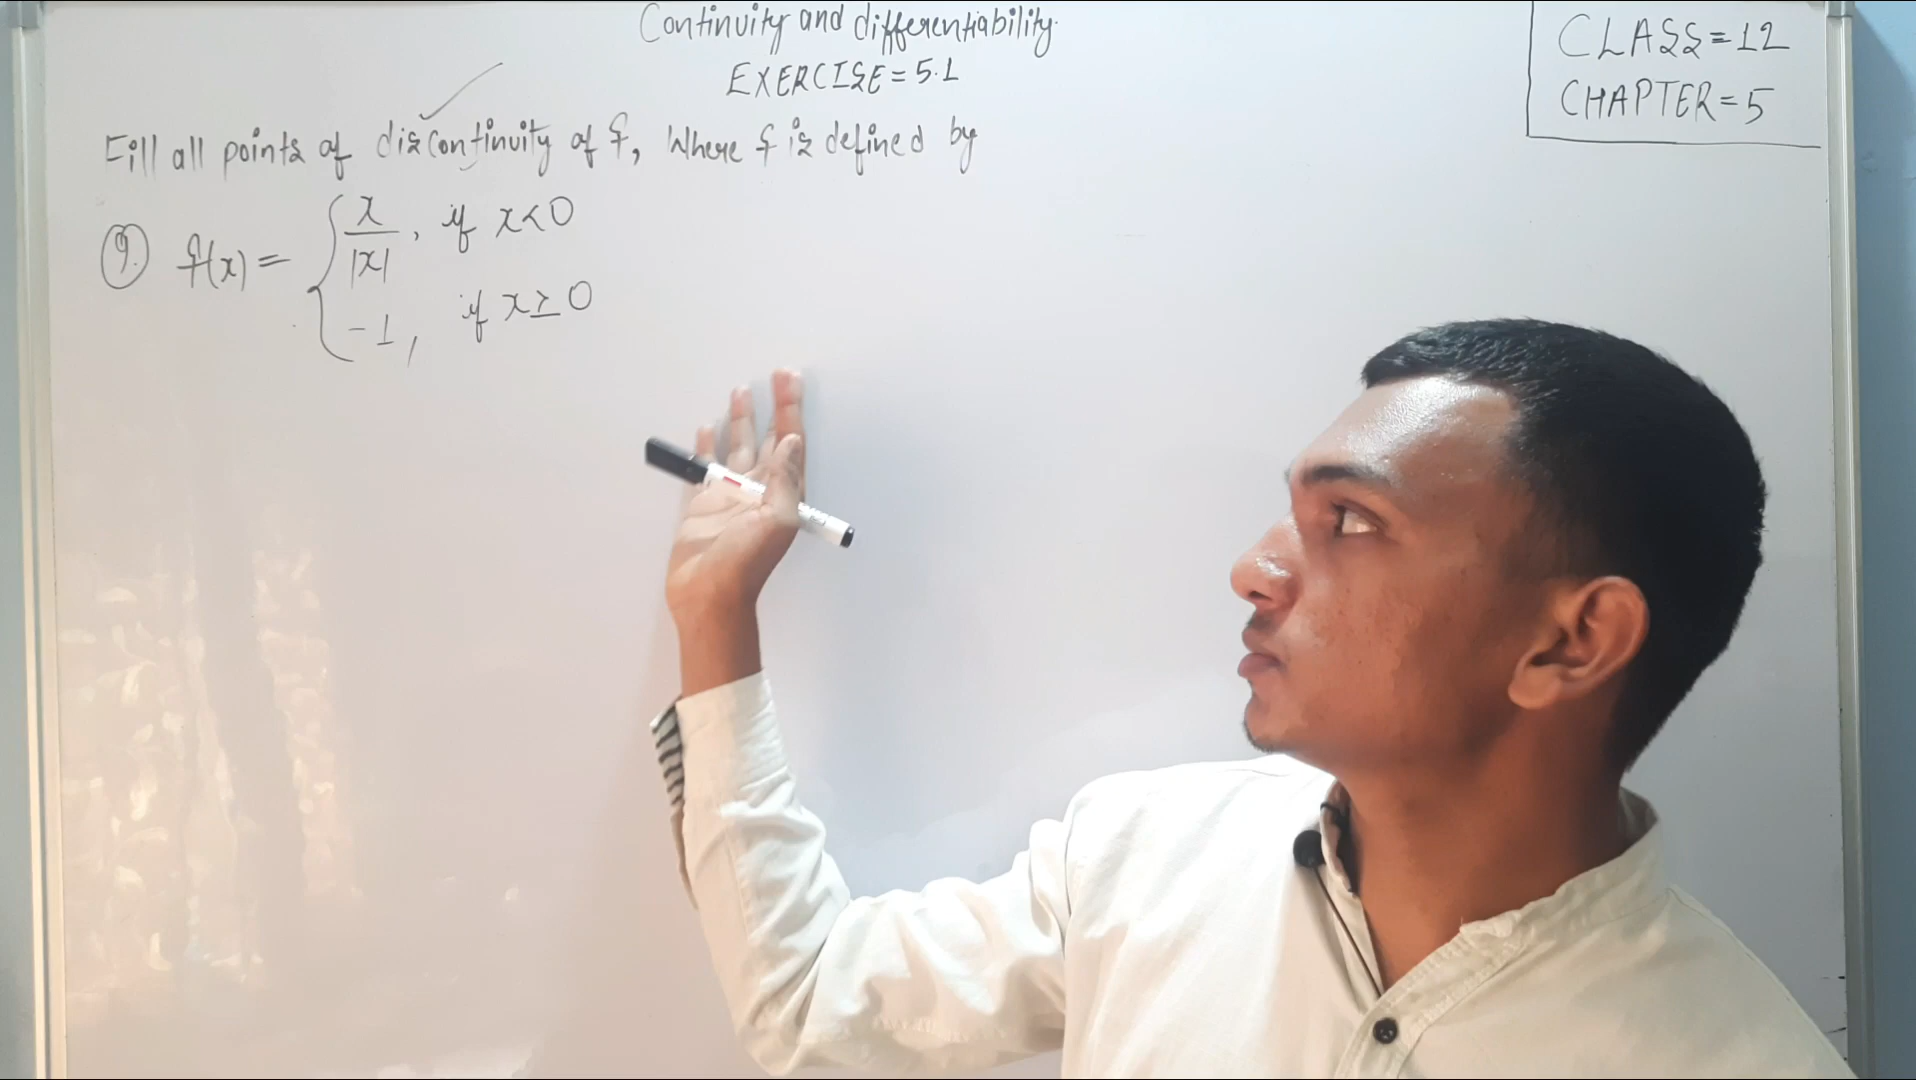 Continuity and differentiability.
EXERCISE = 5.1
CLASS = 12
CHAPTER = 5
Fill all points of discontinuity of f, Where f is defined by
9. f(x) = { x/|x|, if x<0
-1, if x≥0